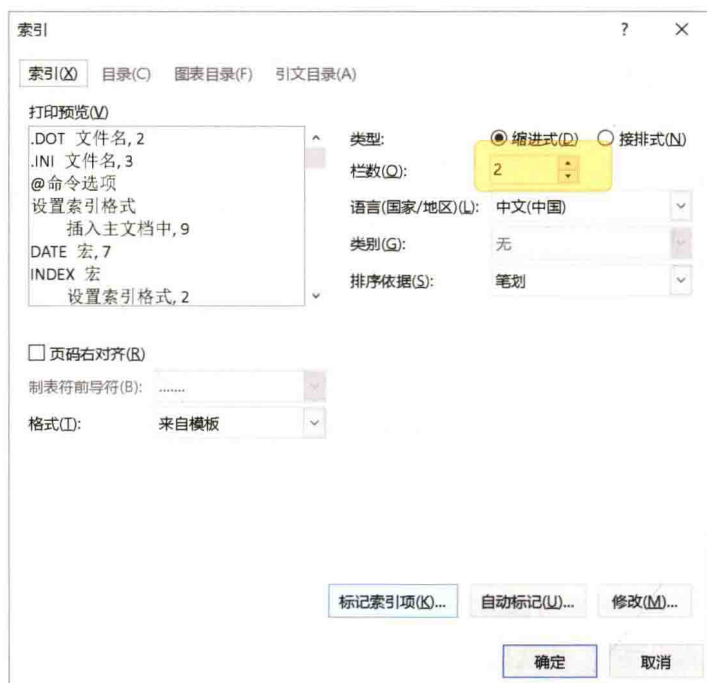 索引 ? ×
索引(X) 目录(C) 图表目录(F) 引文目录(A)
打印预览(V)
.DOT 文件名, 2
.INI 文件名, 3
@命令选项
设置索引格式
插入主文档中, 9
DATE 宏, 7
INDEX 宏
设置索引格式, 2
类型: 缩进式(D) 接排式(N)
栏数(O): 2
语言(国家/地区)(L): 中文(中国)
类别(G): 无
排序依据(S): 笔划
页码右对齐(R)
制表符前导符(B): .......
格式(T): 来自模板
标记索引项(K)... 自动标记(U)... 修改(M)...
确定 取消